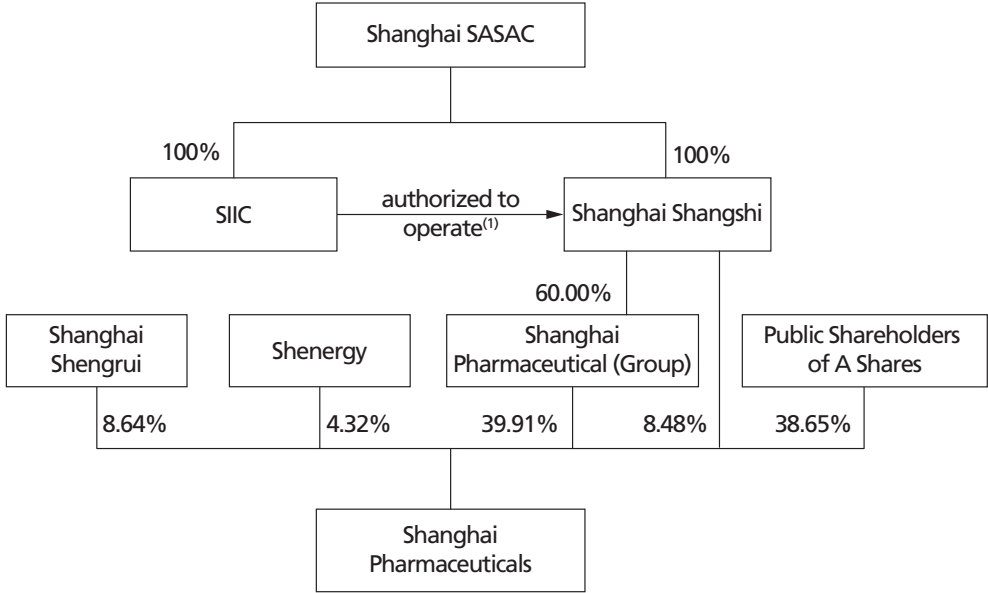 Shanghai SASAC
100%
100%
SIIC
authorized to
operate(1)
Shanghai Shangshi
60.00%
Shanghai
Shengrui
Shenergy
Shanghai
Pharmaceutical (Group)
Public Shareholders
of A Shares
8.64%
4.32%
39.91%
8.48%
38.65%
Shanghai
Pharmaceuticals